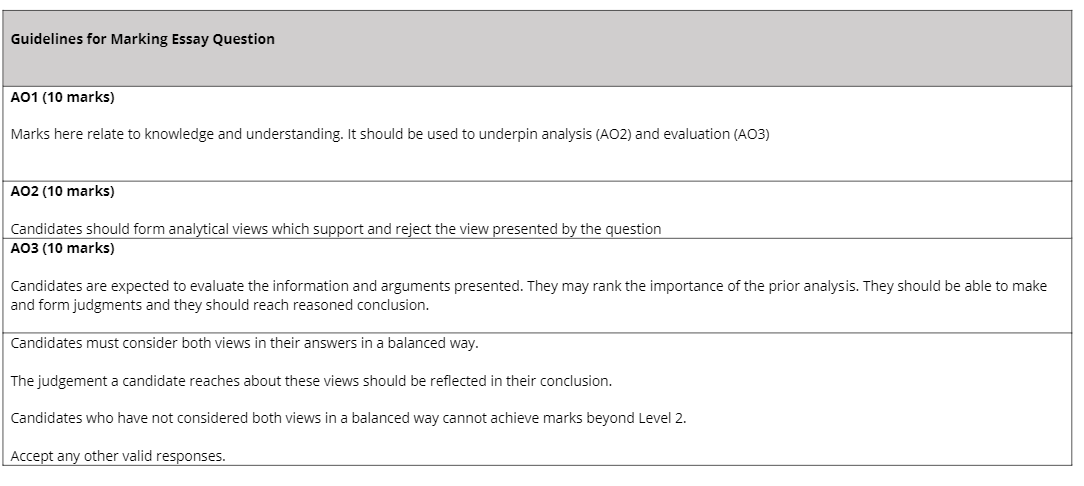 Guidelines for Marking Essay Question
AO1 (10 marks)
Marks here relate to knowledge and understanding. It should be used to underpin analysis (AO2) and evaluation (AO3)
AO2 (10 marks)
Candidates should form analytical views which support and reject the view presented by the question
AO3 (10 marks)
Candidates are expected to evaluate the information and arguments presented. They may rank the importance of the prior analysis. They should be able to make
and form judgments and they should reach reasoned conclusion.
Candidates must consider both views in their answers in a balanced way.
The judgement a candidate reaches about these views should be reflected in their conclusion.
Candidates who have not considered both views in a balanced way cannot achieve marks beyond Level 2.
Accept any other valid responses.